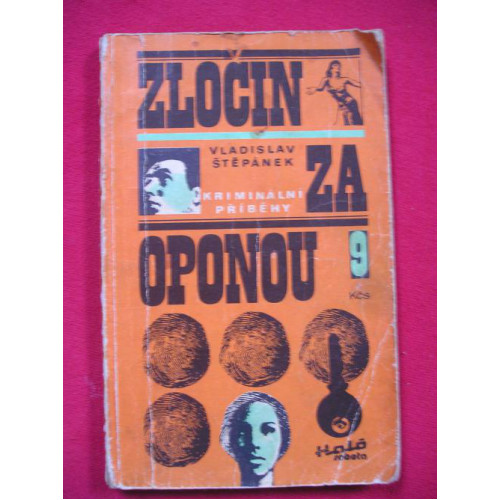 ZLOČIN
VLADISLAV
ŠTĚPÁNEK
ZA
KRIMINÁLNÍ
PŘÍBĚHY
OPONOU
9
Kčs
Haló
sobota